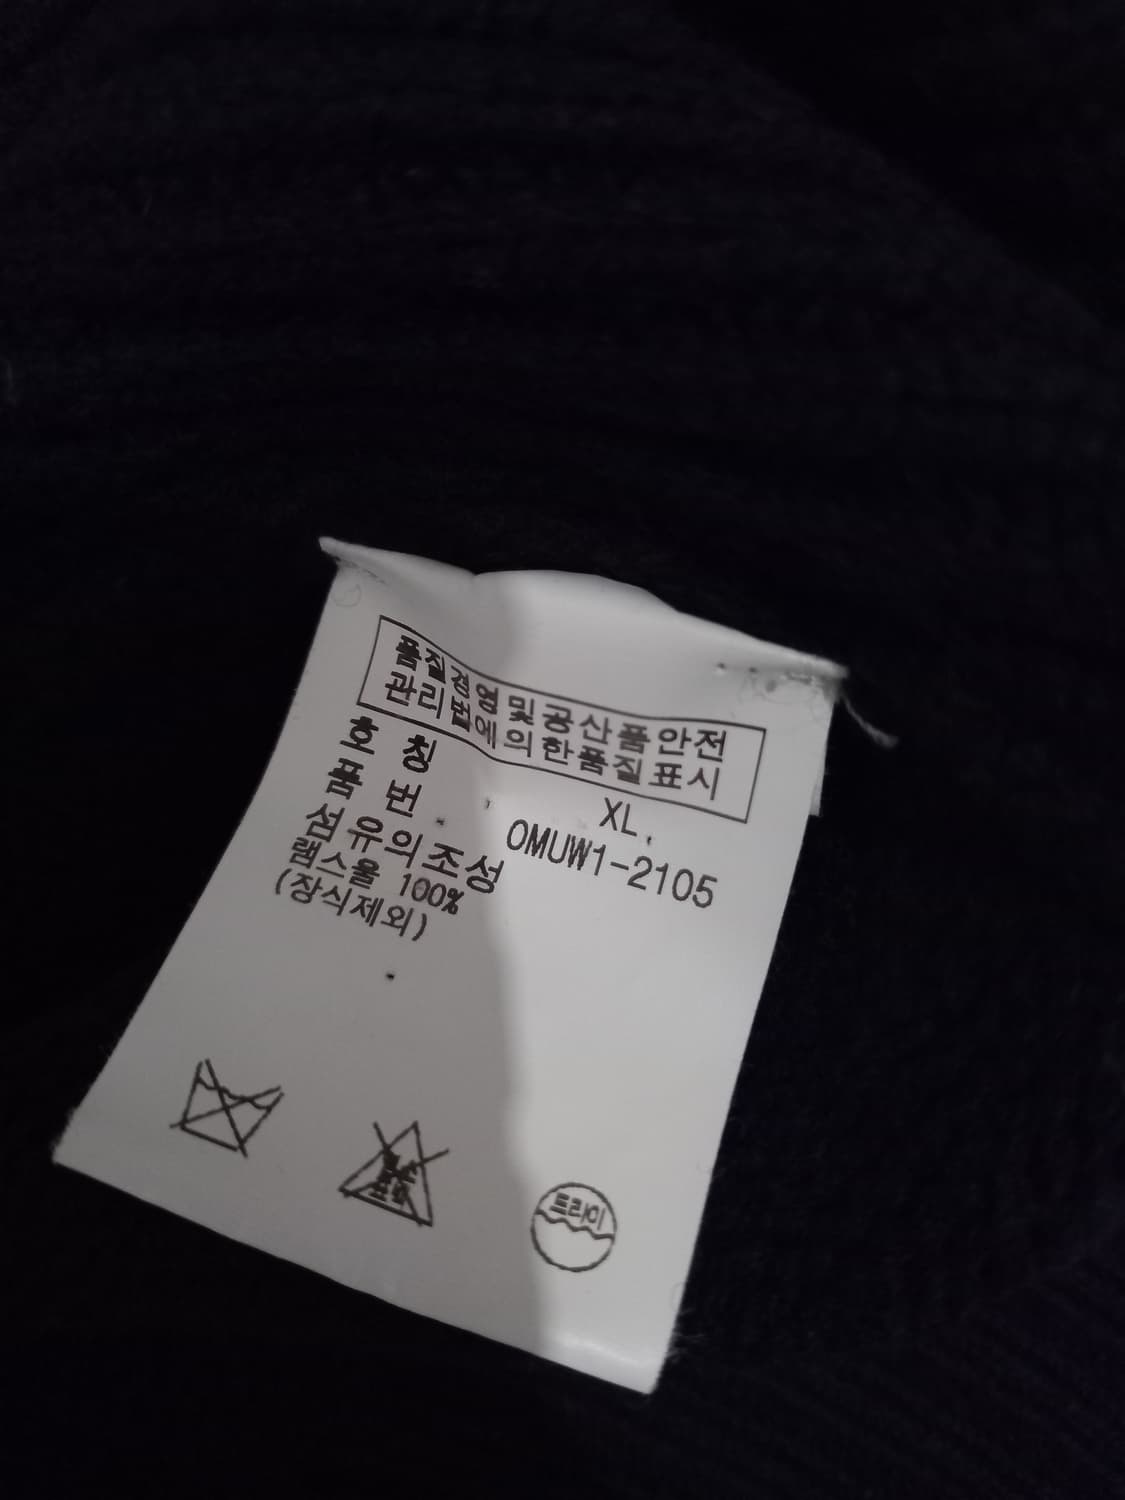 품질경영및공산품안전
관리법에의한품질표시
호 칭 XL
품 번 OMUW1-2105
섬유의조성
램스울 100%
(장식제외)
드라이